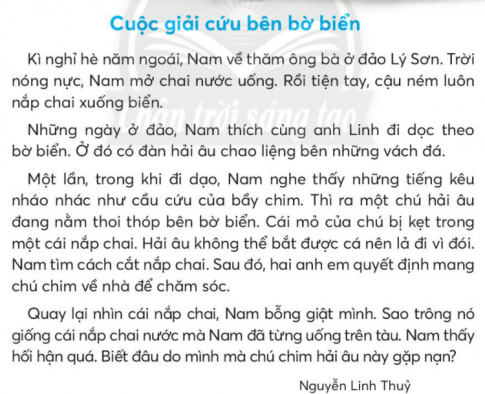 Cuộc giải cứu bên bờ biển
Kì nghỉ hè năm ngoái, Nam về thăm ông bà ở đảo Lý Sơn. Trời
nóng nực, Nam mở chai nước uống. Rồi tiện tay, cậu ném luôn
nắp chai xuống biển.
Chân trời sáng tạo
Những ngày ở đảo, Nam thích cùng anh Linh đi dọc theo
bờ biển. Ở đó có đàn hải âu chao liệng bên những vách đá.
Một lần, trong khi đi dạo, Nam nghe thấy những tiếng kêu
nháo nhác như cầu cứu của bầy chim. Thì ra một chú hải âu
đang nằm thoi thóp bên bờ biển. Cái mỏ của chú bị kẹt trong
một cái nắp chai. Hải âu không thể bắt được cá nên lả đi vì đói.
Nam tìm cách cắt nắp chai. Sau đó, hai anh em quyết định mang
chú chim về nhà để chăm sóc.
Quay lại nhìn cái nắp chai, Nam bỗng giật mình. Sao trông nó
giống cái nắp chai nước mà Nam đã từng uống trên tàu. Nam thấy
hối hận quá. Biết đâu do mình mà chú chim hải âu này gặp nạn?
Nguyễn Linh Thuỷ